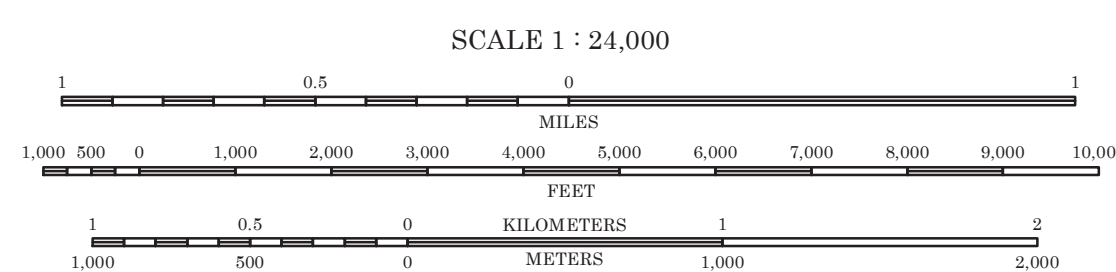 SCALE 1 : 24,000
1 0.5 0 1
MILES
1,000 500 0 1,000 2,000 3,000 4,000 5,000 6,000 7,000 8,000 9,000 10,00
FEET
1 0.5 0 KILOMETERS 1 2
1,000 500 0 METERS 1,000 2,000